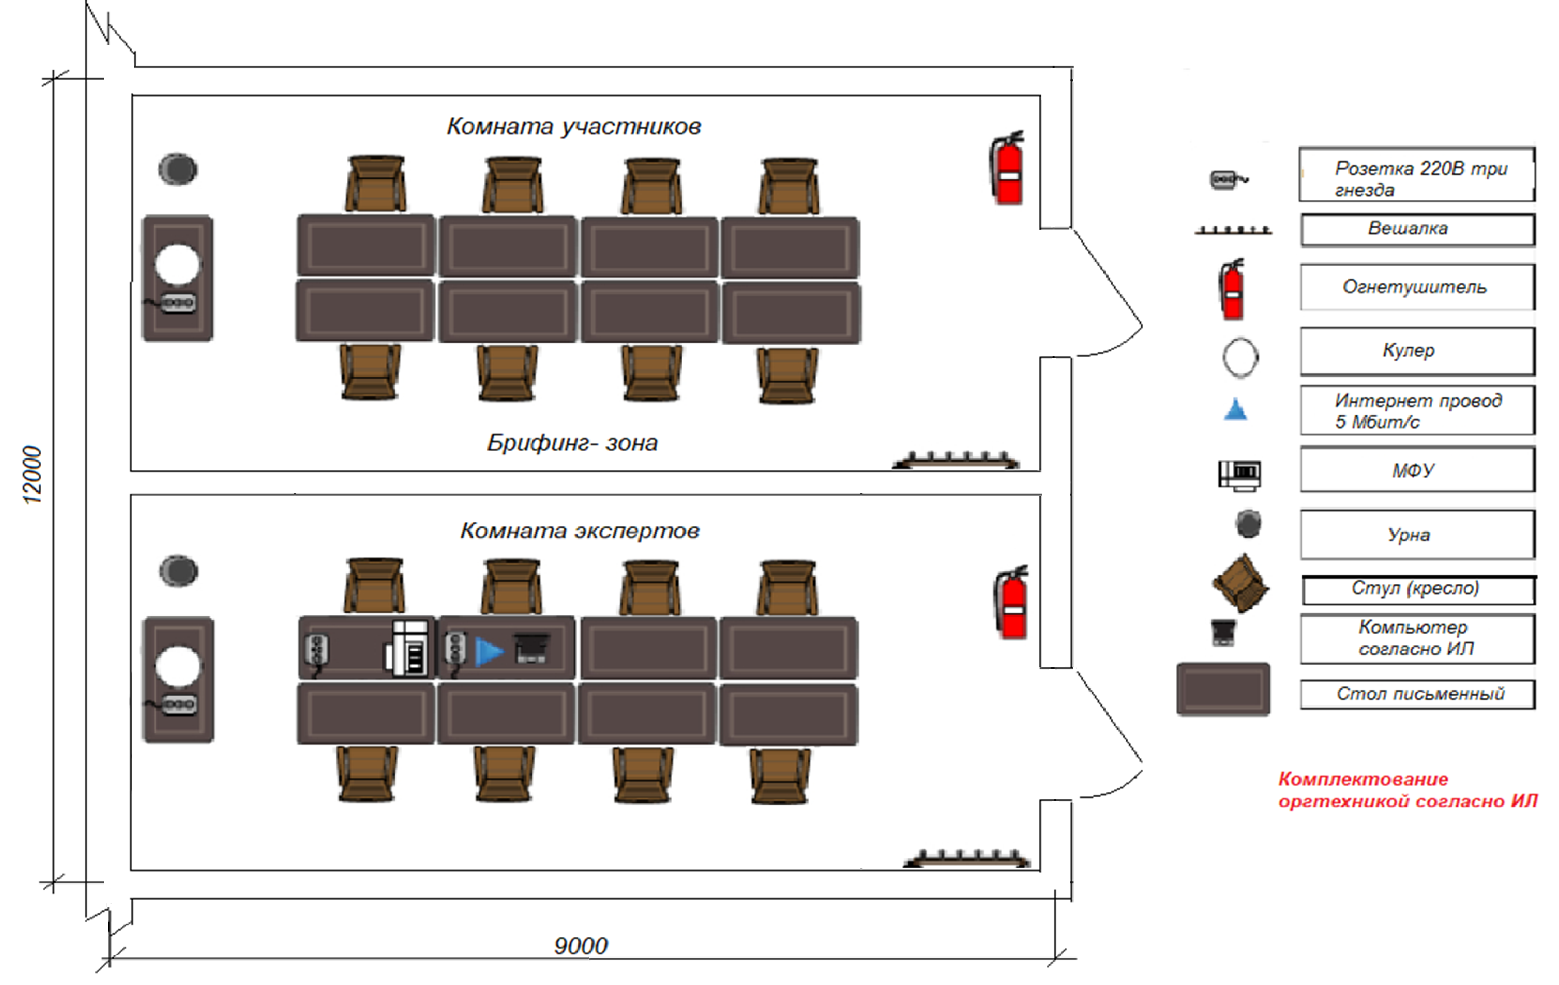 Комната участников
Брифинг- зона
Комната экспертов
12000
9000
Розетка 220В три
гнезда
Вешалка
Огнетушитель
Кулер
Интернет провод
5 Мбит/с
МФУ
Урна
Стул (кресло)
Компьютер
согласно ИЛ
Стол письменный
Комплектование
оргтехникой согласно ИЛ